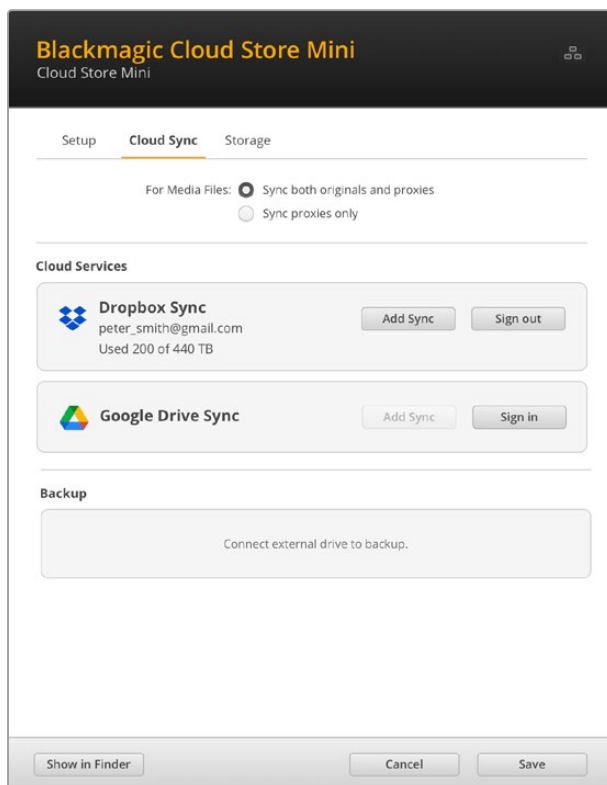 Blackmagic Cloud Store Mini
Cloud Store Mini
Setup Cloud Sync Storage
For Media Files: Sync both originals and proxies
Sync proxies only
Cloud Services
Dropbox Sync
peter_smith@gmail.com
Used 200 of 440 TB
Add Sync Sign out
Google Drive Sync Add Sync Sign in
Backup
Connect external drive to backup.
Show in Finder Cancel Save